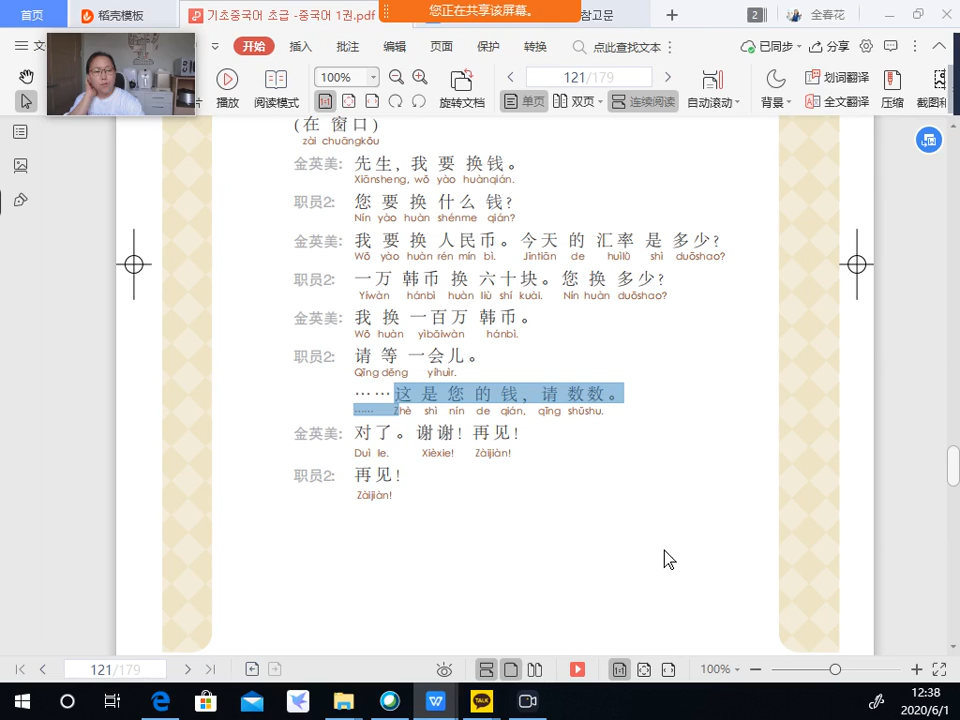 首页 稻壳模板 기초중국어 초급 -중국어 1권.pdf 您正在共享该屏幕。 참고문 2 全春花
开始 插入 批注 编辑 页面 保护 转换 点此查找文本 已同步 分享
播放 阅读模式 100% 旋转文档 121/179 单页 双页 连续阅读 自动滚动 背景 划词翻译 全文翻译 压缩
(在 窗口)
zài chuāngkǒu
金英美: 先生, 我 要 换钱。
Xiānsheng, wǒ yào huànqián.
职员2: 您 要 换 什么 钱?
Nín yào huàn shénme qián?
金英美: 我 要 换 人民币。今天 的 汇率 是 多少?
Wǒ yào huàn rén mín bì. Jīntiān de huìlǜ shì duōshao?
职员2: 一万 韩币 换 六十块。您 换 多少?
Yíwàn hánbì huàn liù shí kuài. Nín huàn duōshao?
金英美: 我 换 一百万 韩币。
Wǒ huàn yìbǎiwàn hánbì.
职员2: 请 等 一会儿。
Qǐng děng yíhuìr.
……这 是 您 的 钱, 请 数数。
…… Zhè shì nín de qián, qǐng shǔshu.
金英美: 对了。谢谢! 再见!
Duì le. Xièxie! Zàijiàn!
职员2: 再见!
Zàijiàn!
121/179 100%
TALK
12:38
2020/6/1